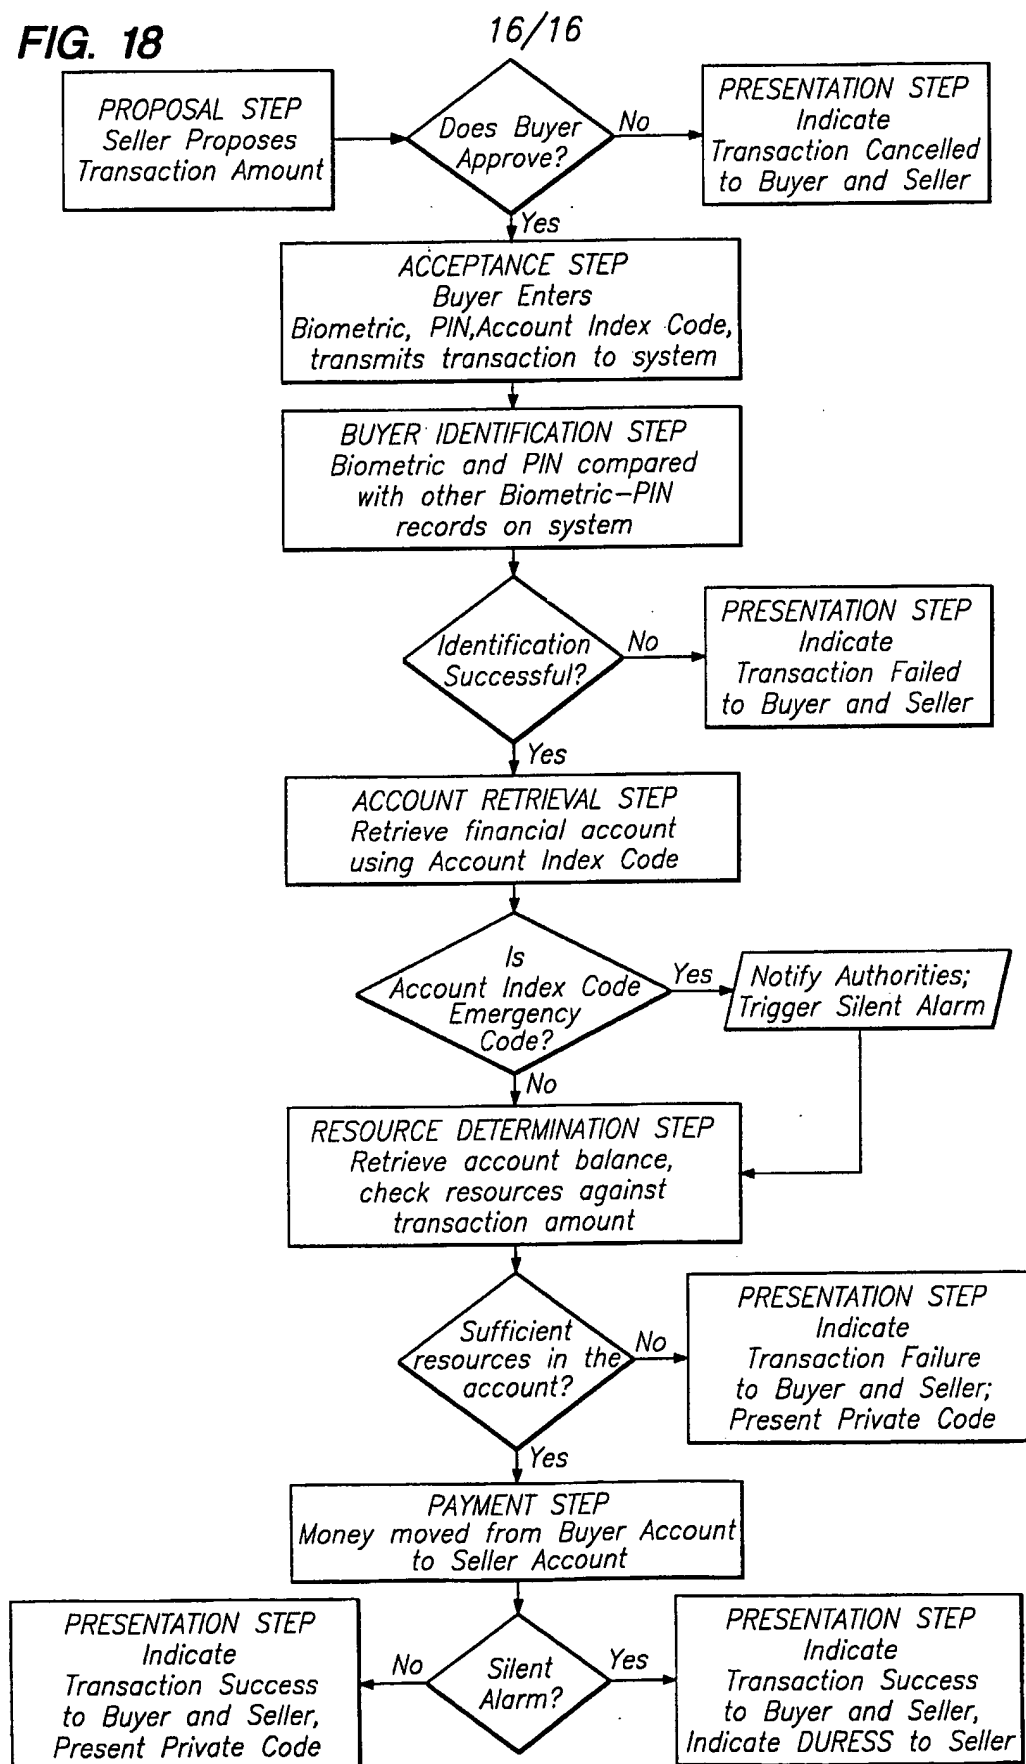 FIG. 18
16/16
PROPOSAL STEP
Seller Proposes
Transaction Amount
Does Buyer
Approve?
No
PRESENTATION STEP
Indicate
Transaction Cancelled
to Buyer and Seller
Yes
ACCEPTANCE STEP
Buyer Enters
Biometric, PIN,Account Index Code,
transmits transaction to system
BUYER IDENTIFICATION STEP
Biometric and PIN compared
with other Biometric-PIN
records on system
Identification
Successful?
No
PRESENTATION STEP
Indicate
Transaction Failed
to Buyer and Seller
Yes
ACCOUNT RETRIEVAL STEP
Retrieve financial account
using Account Index Code
Is
Account Index Code
Emergency
Code?
Yes
Notify Authorities;
Trigger Silent Alarm
No
RESOURCE DETERMINATION STEP
Retrieve account balance,
check resources against
transaction amount
Sufficient
resources in the
account?
No
PRESENTATION STEP
Indicate
Transaction Failure
to Buyer and Seller;
Present Private Code
Yes
PAYMENT STEP
Money moved from Buyer Account
to Seller Account
PRESENTATION STEP
Indicate
Transaction Success
to Buyer and Seller,
Present Private Code
No
Silent
Alarm?
Yes
PRESENTATION STEP
Indicate
Transaction Success
to Buyer and Seller,
Indicate DURESS to Seller